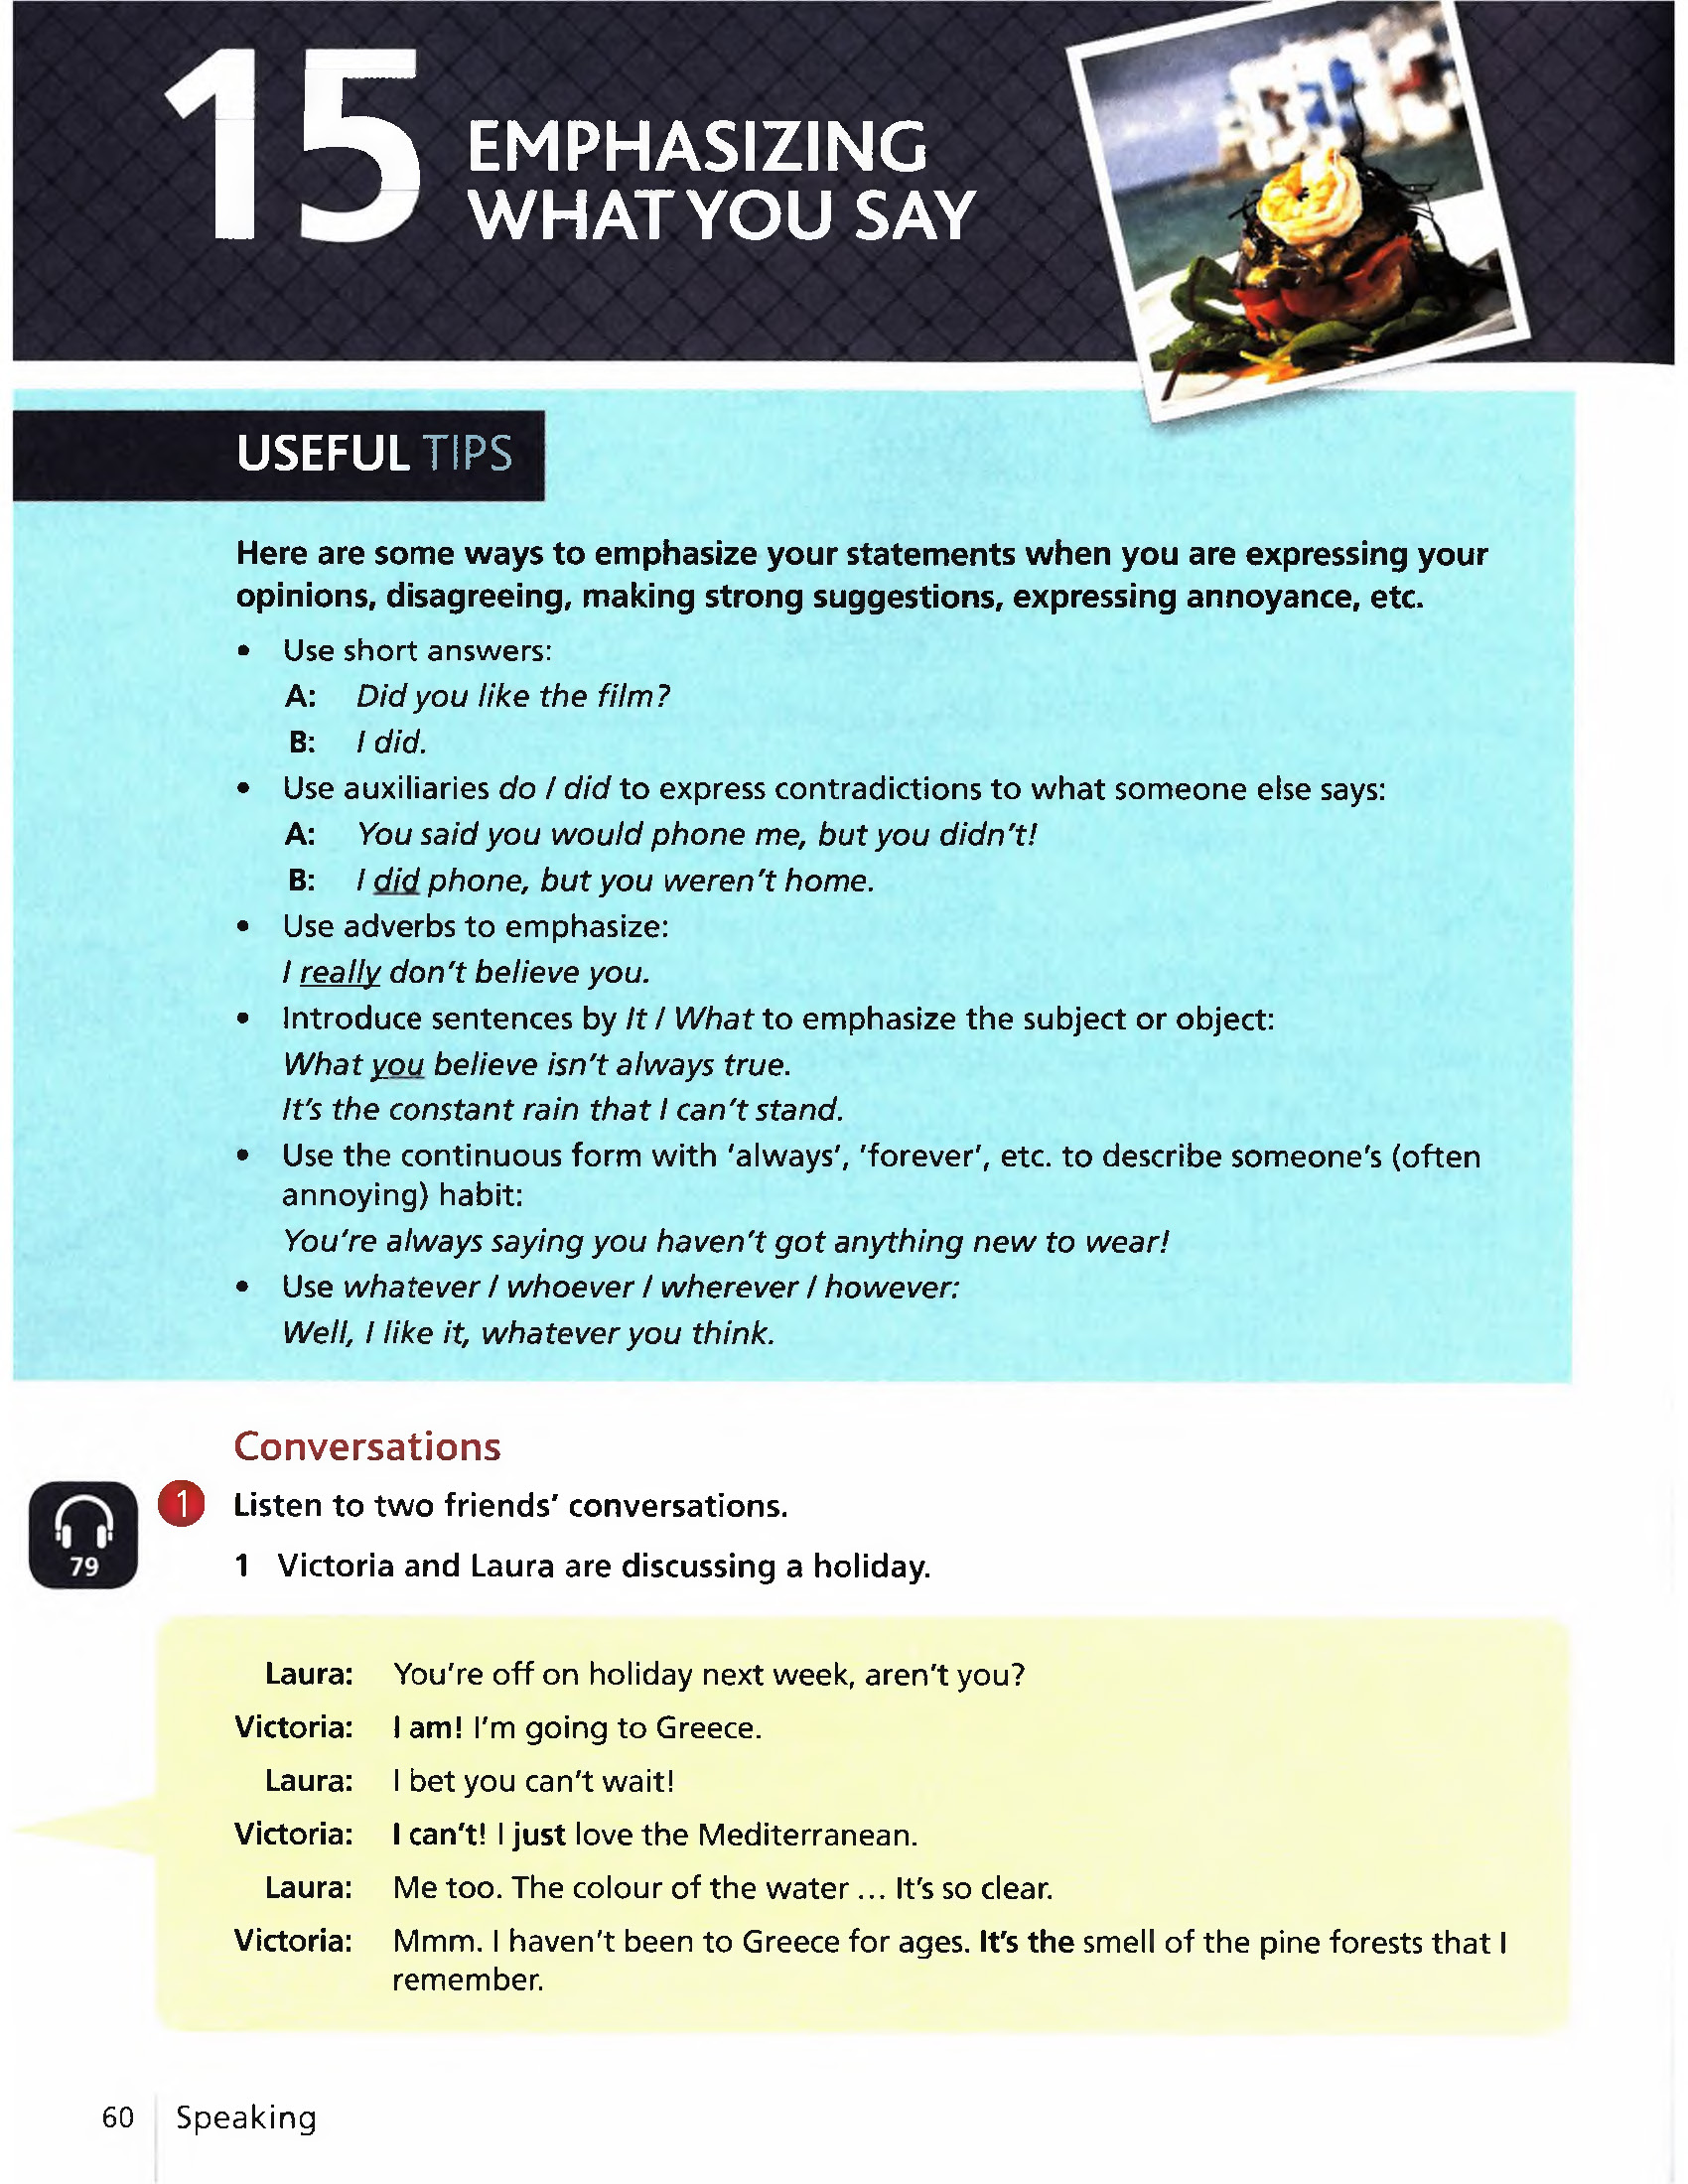 15
EMPHASIZING
WHAT YOU SAY
USEFUL TIPS
Here are some ways to emphasize your statements when you are expressing your
opinions, disagreeing, making strong suggestions, expressing annoyance, etc.
• Use short answers:
A: Did you like the film?
B: I did.
• Use auxiliaries do / did to express contradictions to what someone else says:
A: You said you would phone me, but you didn't!
B: I did phone, but you weren't home.
• Use adverbs to emphasize:
I really don't believe you.
• Introduce sentences by It / What to emphasize the subject or object:
What you believe isn't always true.
It's the constant rain that I can't stand.
• Use the continuous form with 'always', 'forever', etc. to describe someone's (often
annoying) habit:
You're always saying you haven't got anything new to wear!
• Use whatever / whoever / wherever / however:
Well, I like it, whatever you think.
Conversations
79
1 Listen to two friends' conversations.
1 Victoria and Laura are discussing a holiday.
Laura: You're off on holiday next week, aren't you?
Victoria: I am! I'm going to Greece.
Laura: I bet you can't wait!
Victoria: I can't! I just love the Mediterranean.
Laura: Me too. The colour of the water ... It's so clear.
Victoria: Mmm. I haven't been to Greece for ages. It's the smell of the pine forests that I
remember.
60 Speaking